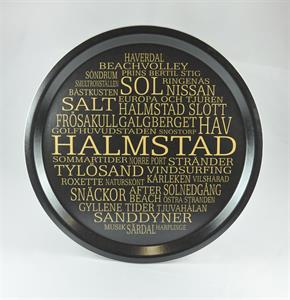 HAVERDAL
BEACHVOLLEY
SÖNDRUM PRINS BERTIL STIG
SMULTRONSTÄLLEN SOL RINGENÄS
BÄSTKUSTEN NISSAN
EUROPA OCH TJUREN
SALT HALMSTAD SLOTT
FRÖSAKULL GALGBERGET HAV
GOLFHUVUDSTADEN SNÖSTORP
HALMSTAD
SOMMARTIDER NORRE PORT STRÄNDER
TYLÖSAND VINDSURFING
ROXETTE NATURSKÖNT KÄRLEKEN VILSHÄRAD
SNÄCKOR AFTER BEACH SOLNEDGÅNG
ÖSTRA STRANDEN
GYLLENE TIDER TJUVAHÅLAN
SANDDYNER
MUSIK SÄRDAL HARPLINGE